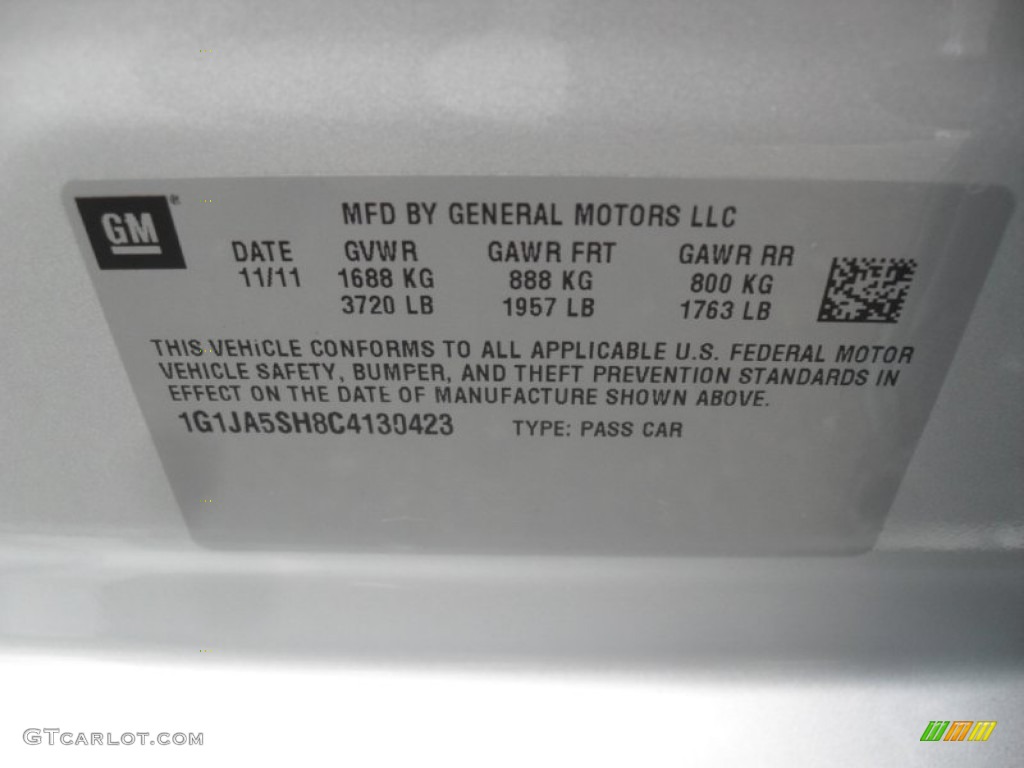 GM®
MFD BY GENERAL MOTORS LLC
DATE GVWR GAWR FRT GAWR RR
11/11 1688 KG 888 KG 800 KG
3720 LB 1957 LB 1763 LB
THIS VEHICLE CONFORMS TO ALL APPLICABLE U.S. FEDERAL MOTOR
VEHICLE SAFETY, BUMPER, AND THEFT PREVENTION STANDARDS IN
EFFECT ON THE DATE OF MANUFACTURE SHOWN ABOVE.
1G1JA5SH8C4130423 TYPE: PASS CAR
GTCARLOT.COM